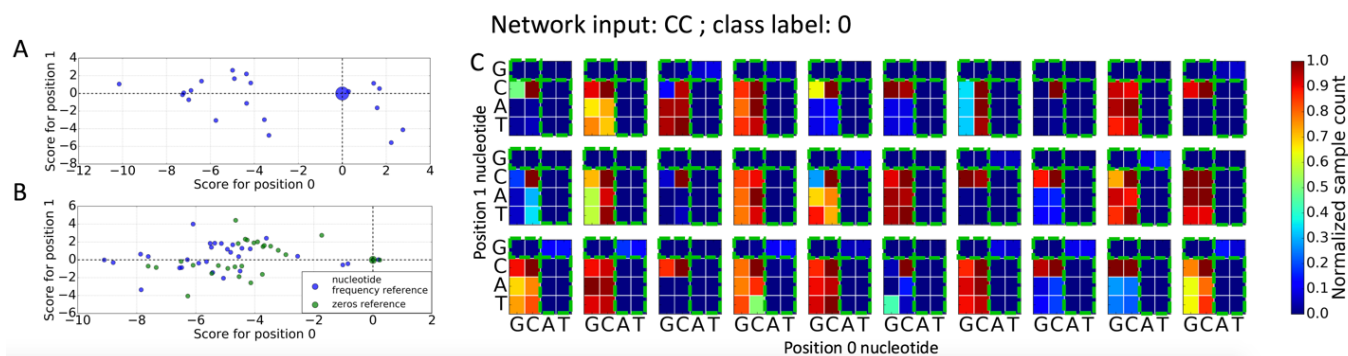 Network input: CC ; class label: 0
A
Score for position 1
4
2
0
−2
−4
−6
−8
−12 −10 −8 −6 −4 −2 0 2 4
Score for position 0
B
Score for position 1
6
4
2
0
−2
−4
−6
−10 −8 −6 −4 −2 0 2
Score for position 0
nucleotide
frequency reference
zeros reference
C
Position 1 nucleotide
G
C
A
T
G
C
A
T
G
C
A
T
GCAT GCAT GCAT GCAT GCAT GCAT GCAT GCAT GCAT GCAT
Position 0 nucleotide
1.0
0.9
0.8
0.7
0.6
0.5
0.4
0.3
0.2
0.1
0.0
Normalized sample count